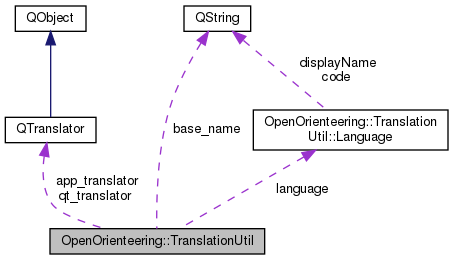 QObject
QString
displayName
code
QTranslator
OpenOrienteering::Translation
Util::Language
base_name
app_translator
qt_translator
language
OpenOrienteering::TranslationUtil